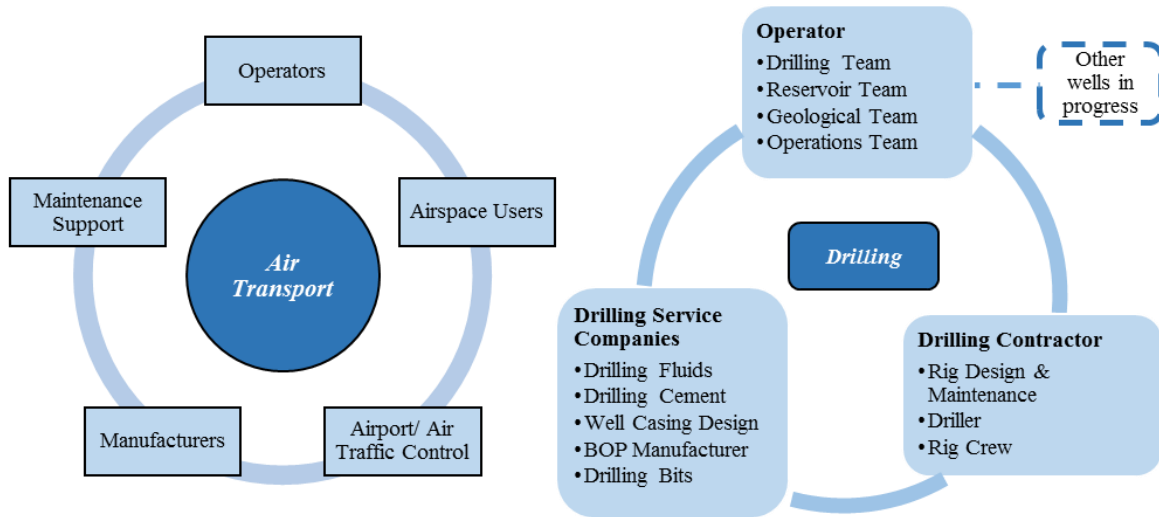 Operators
Maintenance
Support
Airspace Users
Air
Transport
Manufacturers
Airport/ Air
Traffic Control
Operator
•Drilling Team
•Reservoir Team
•Geological Team
•Operations Team
Other
wells in
progress
Drilling
Drilling Service
Companies
•Drilling Fluids
•Drilling Cement
•Well Casing Design
•BOP Manufacturer
•Drilling Bits
Drilling Contractor
•Rig Design &
Maintenance
•Driller
•Rig Crew